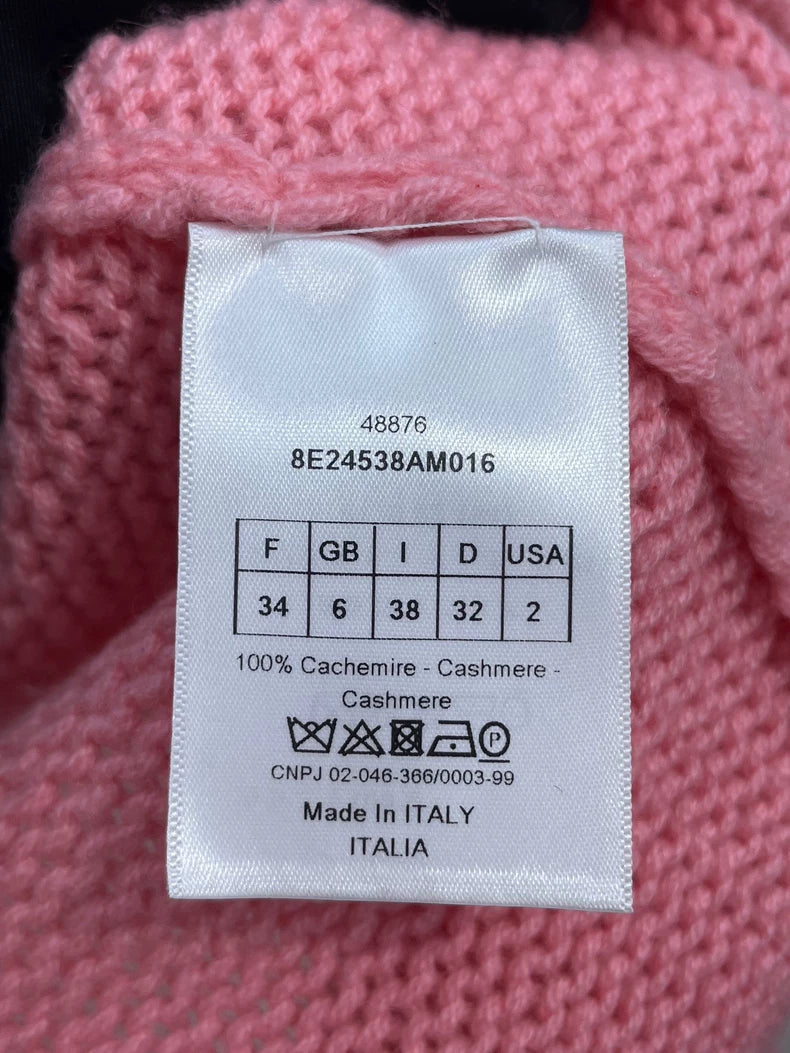 48876
8E24538AM016
F GB I D USA
34 6 38 32 2
100% Cachemire - Cashmere -
Cashmere
P
CNPJ 02-046-366/0003-99
Made In ITALY
ITALIA